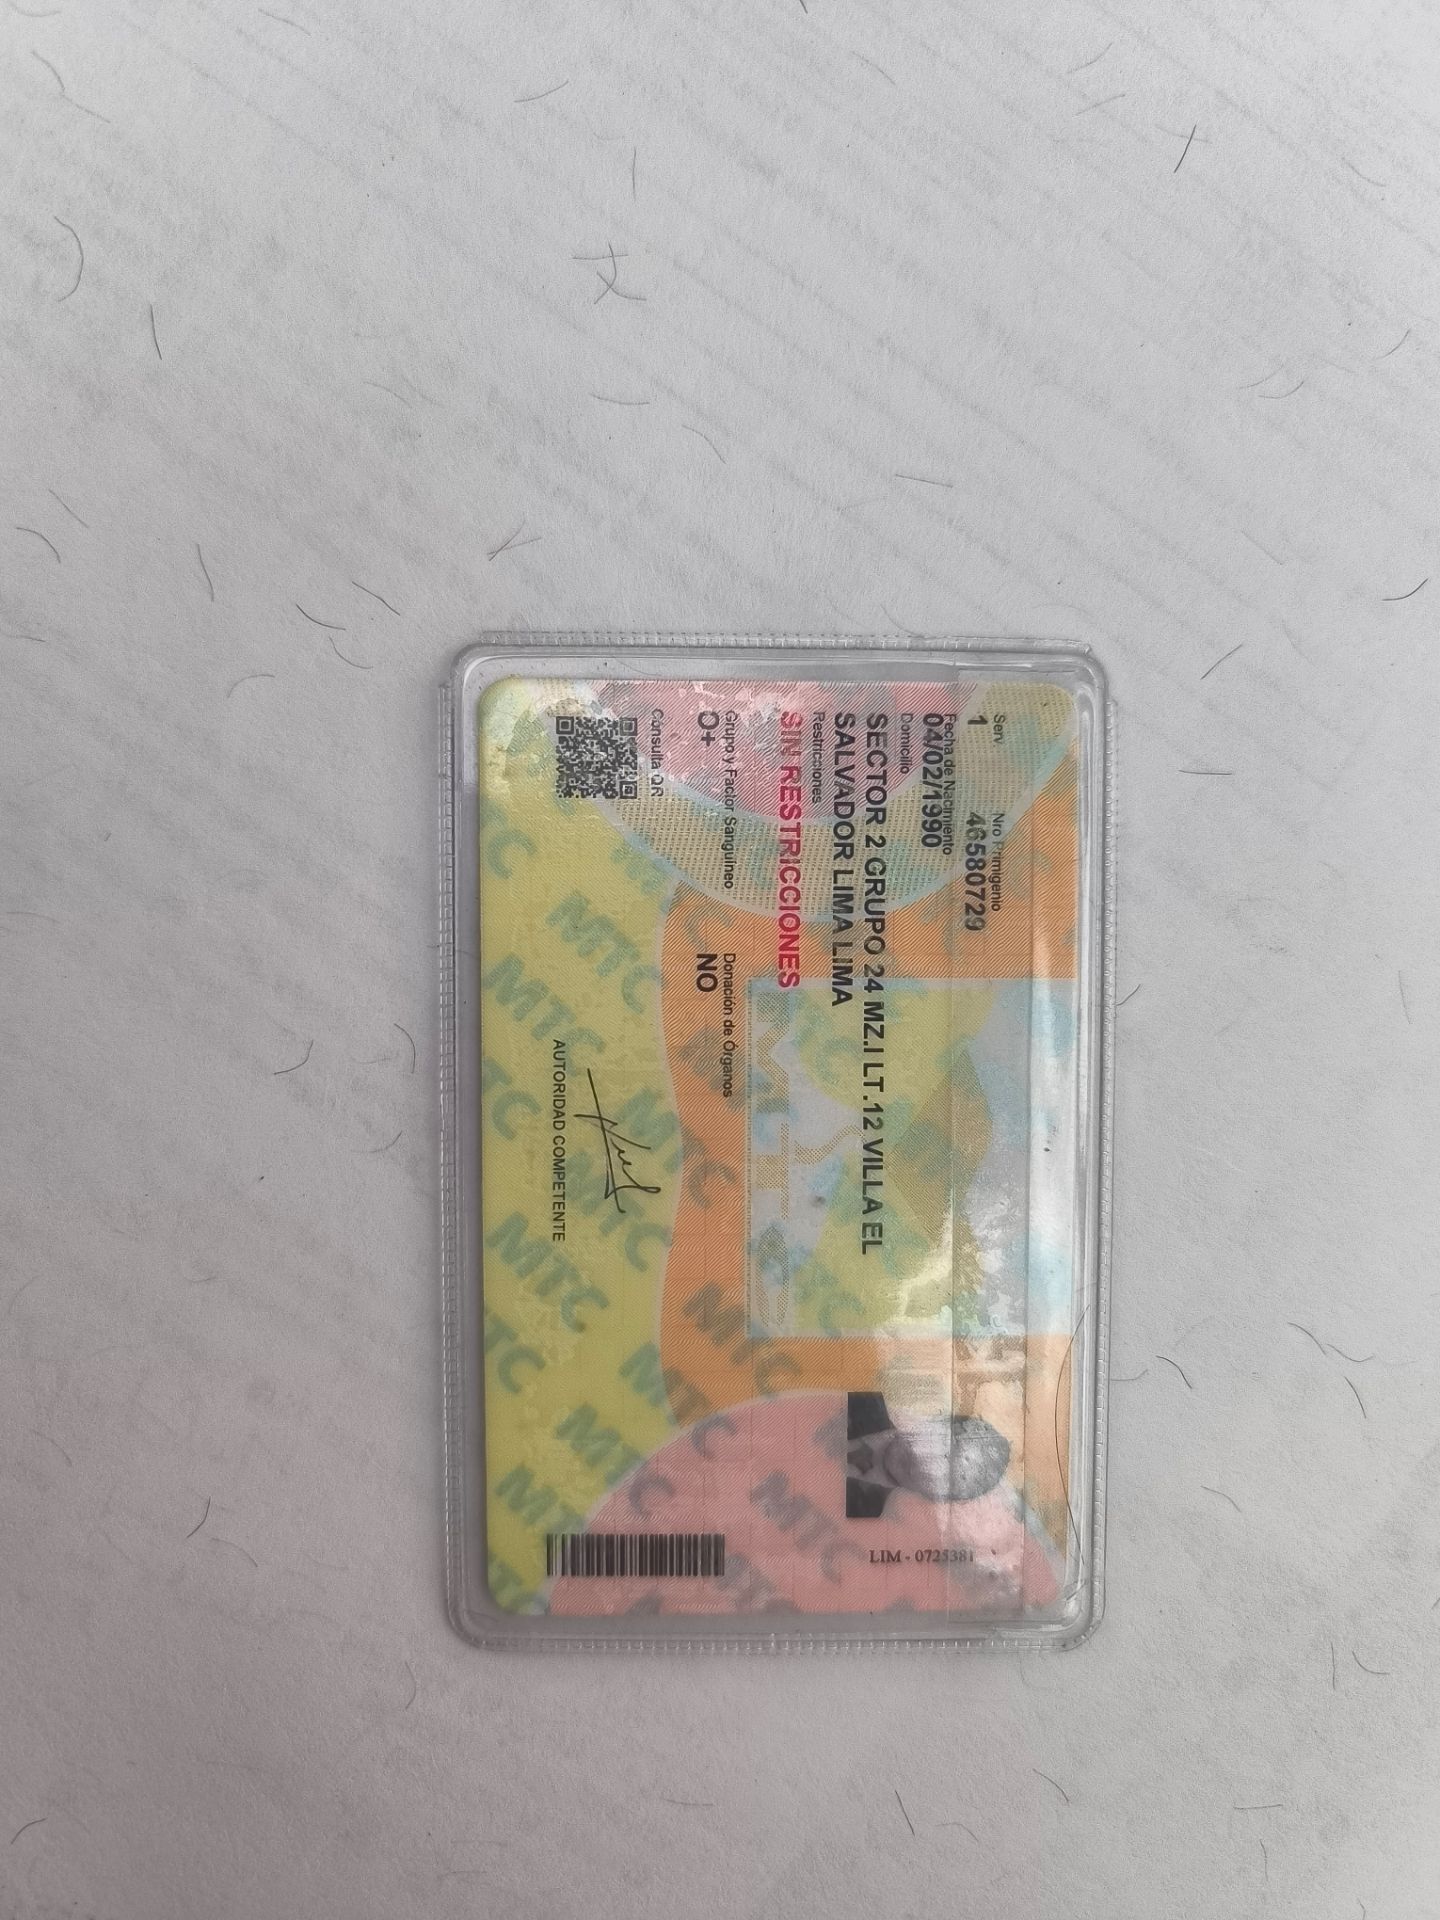 Serv
Nro Primigenio
1
46580729
Fecha de Nacimiento
04/02/1990
Domicilio
SECTOR 2 GRUPO 24 MZ.I LT.12 VILLA EL
SALVADOR LIMA LIMA
Restricciones
SIN RESTRICCIONES
Grupo y Factor Sanguineo
Donación de Órganos
O+
NO
Consulta QR
AUTORIDAD COMPETENTE
LIM - 0725381
MTC